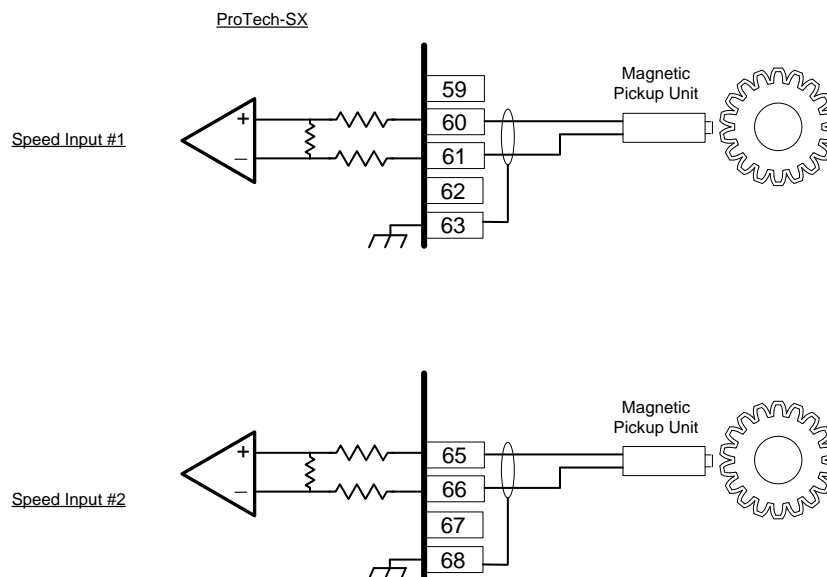 ProTech-SX
Speed Input #1
+
−
59
60
61
62
63
Magnetic
Pickup Unit
Speed Input #2
+
−
65
66
67
68
Magnetic
Pickup Unit